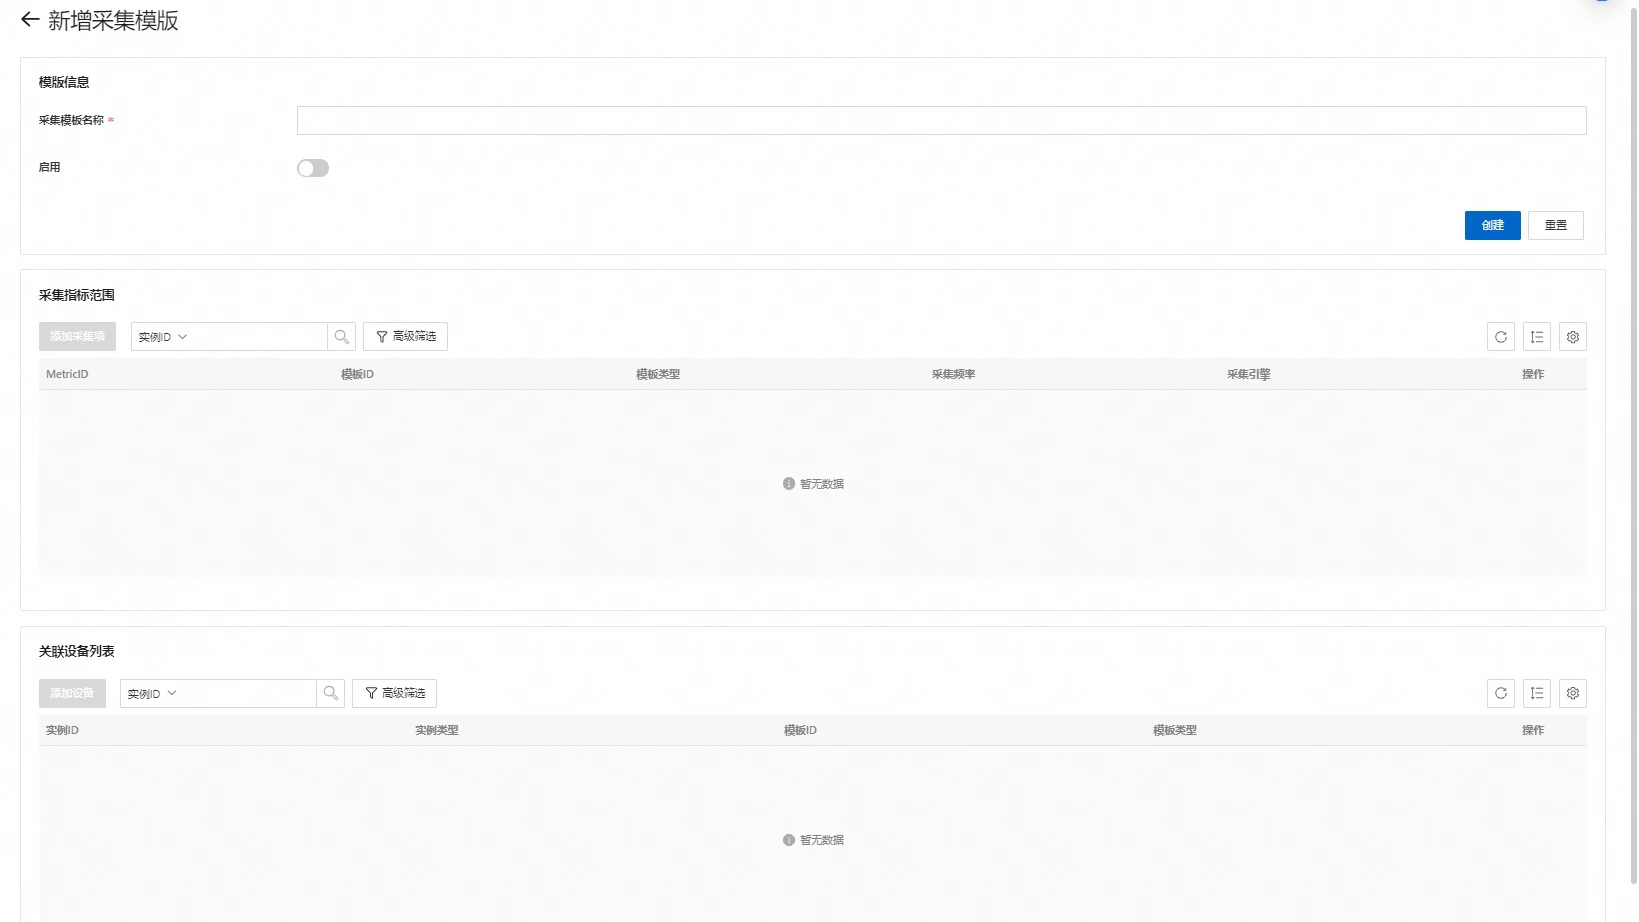 新增采集模版
模版信息
采集模板名称 *
启用
创建 重置
采集指标范围
添加采集项 实例ID 高级筛选
MetricID 模板ID 模板类型 采集频率 采集引擎 操作
暂无数据
关联设备列表
添加设备 实例ID 高级筛选
实例ID 实例类型 模板ID 模板类型 操作
暂无数据